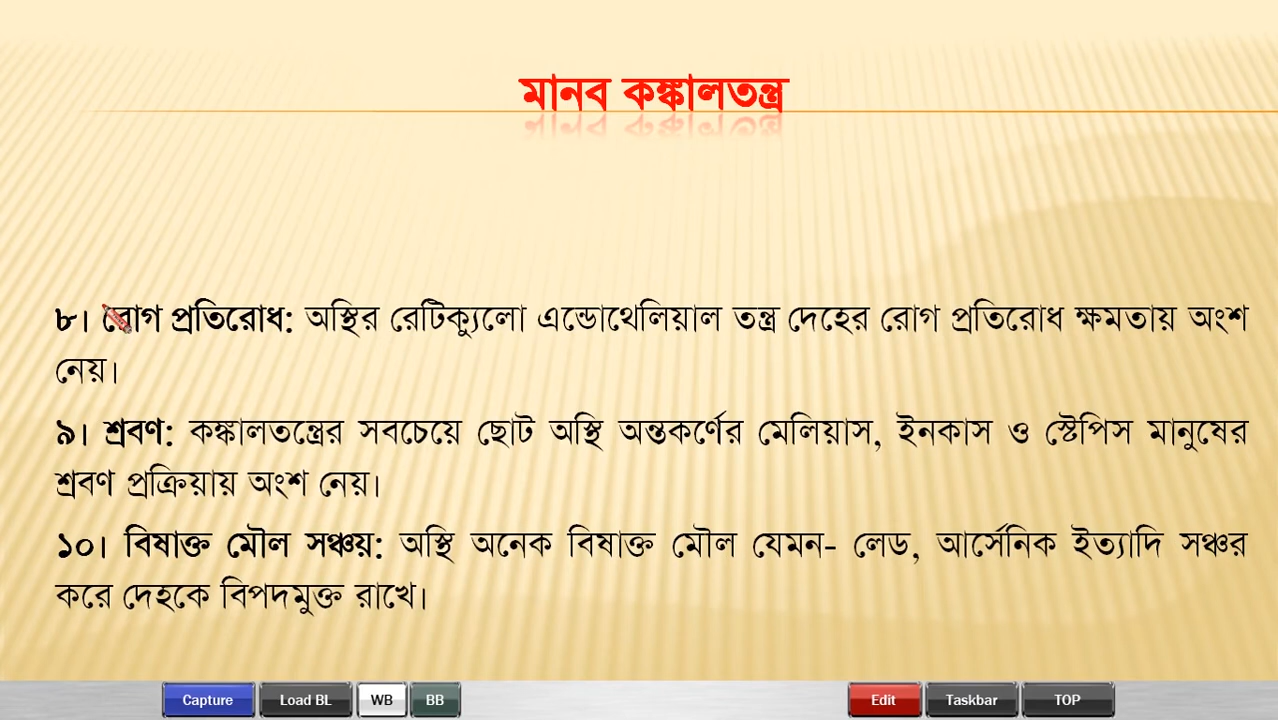 মানব কঙ্কালতন্ত্র
৮। রোগ প্রতিরোধ: অস্থির রেটিক্যুলো এন্ডোথেলিয়াল তন্ত্র দেহের রোগ প্রতিরোধ ক্ষমতায় অংশ
নেয়।
৯। শ্রবণ: কঙ্কালতন্ত্রের সবচেয়ে ছোট অস্থি অন্তকর্ণের মেলিয়াস, ইনকাস ও স্টেপিস মানুষের
শ্রবণ প্রক্রিয়ায় অংশ নেয়।
১০। বিষাক্ত মৌল সঞ্চয়: অস্থি অনেক বিষাক্ত মৌল যেমন- লেড, আর্সেনিক ইত্যাদি সঞ্চর
করে দেহকে বিপদমুক্ত রাখে।
Capture Load BL WB BB Edit Taskbar TOP